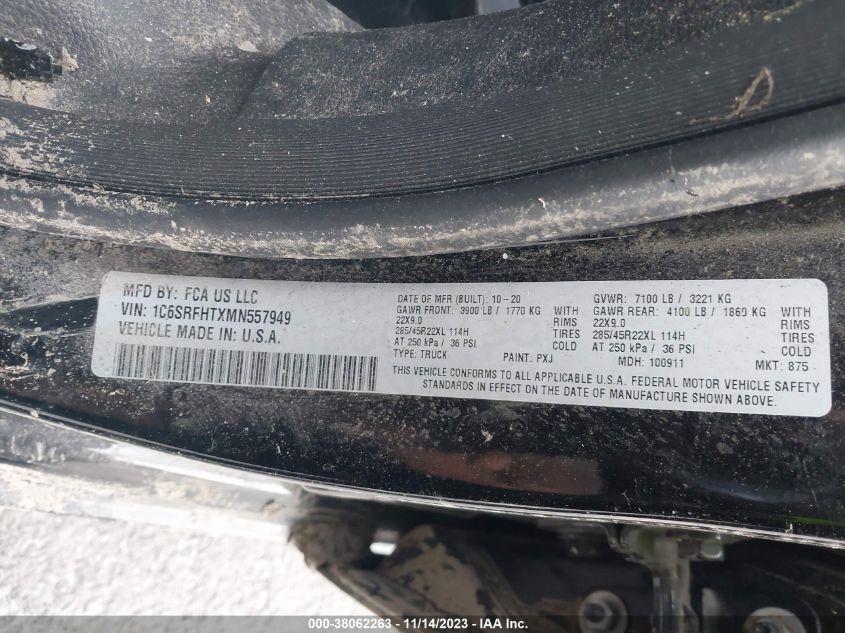 MFD BY: FCA US LLC
VIN: 1C6SRFHTXMN557949
VEHICLE MADE IN: U.S.A.
DATE OF MFR (BUILT): 10-20
GAWR FRONT: 3900 LB / 1770 KG WITH
22X9.0 RIMS
285/45R22XL 114H TIRES
AT 250 kPa / 36 PSI COLD
TYPE: TRUCK PAINT: PXJ
GVWR: 7100 LB / 3221 KG
GAWR REAR: 4100 LB / 1869 KG WITH
22X9.0 RIMS
285/45R22XL 114H TIRES
AT 250 kPa / 36 PSI COLD
MDH: 100911 MKT: 875
THIS VEHICLE CONFORMS TO ALL APPLICABLE U.S.A. FEDERAL MOTOR VEHICLE SAFETY
STANDARDS IN EFFECT ON THE DATE OF MANUFACTURE SHOWN ABOVE.
000-38062263 - 11/14/2023 - IAA Inc.